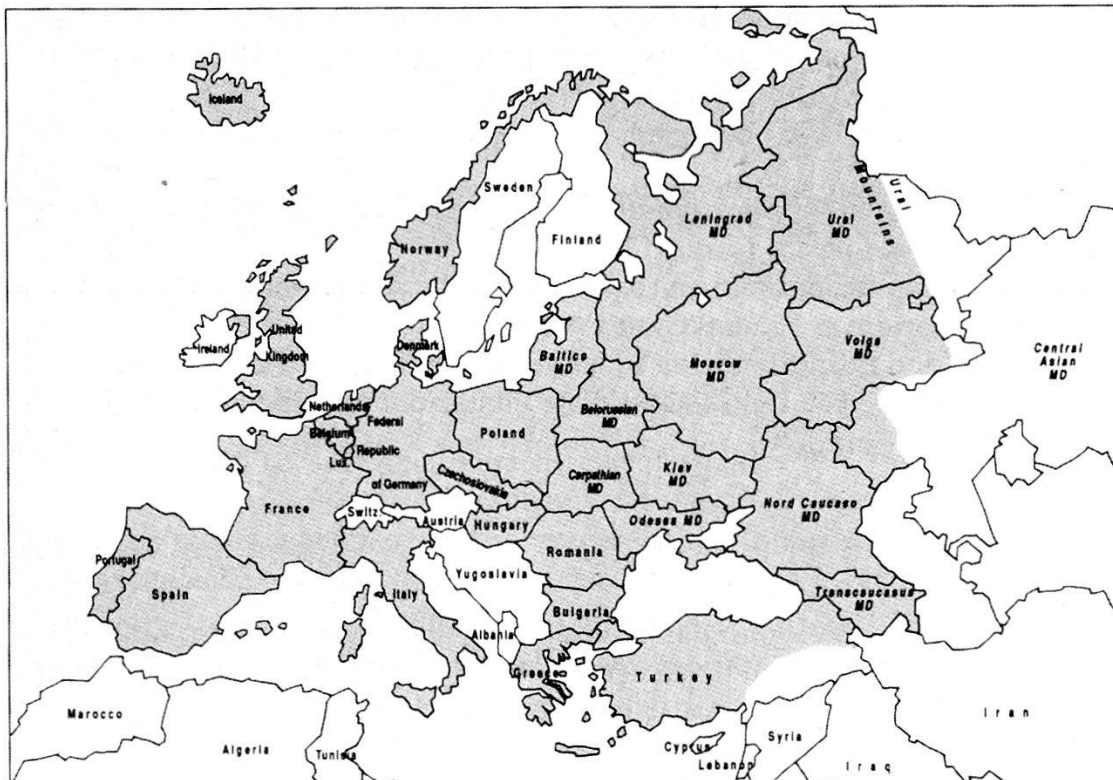 Iceland
Sweden
Finland
Norway
Leningrad
MD
Ural
MD
Ural
Mountains
Ireland
United
Kingdom
Denmark
Baltico
MD
Moscow
MD
Volga
MD
Central
Asian
MD
Netherlands
Belgium
Lux.
Federal
Republic
of Germany
Poland
Belorussian
MD
Czechoslovakia
Carpathian
MD
Kiev
MD
France
Switz
Austria
Hungary
Odessa MD
Nord Caucaso
MD
Romania
Portugal
Spain
Italy
Yugoslavia
Bulgaria
Transcaucasus
MD
Albania
Greece
Turkey
Marocco
Algeria
Tunisia
Cyprus
Lebanon
Syria
Iraq
Iran